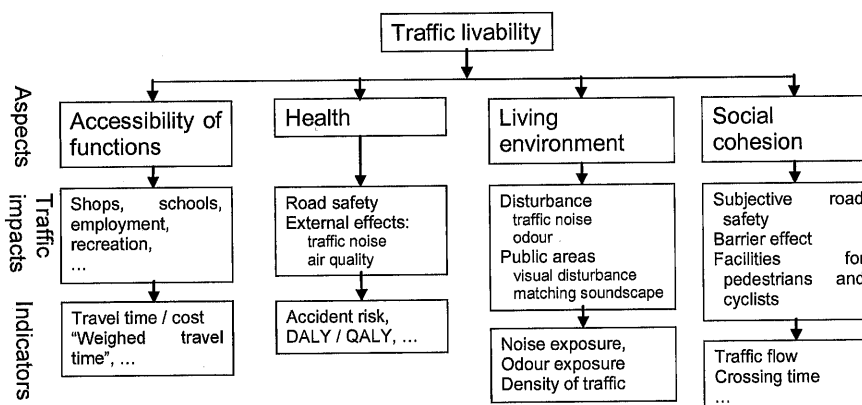 Traffic livability
Aspects
Accessibility of
functions
Health
Living
environment
Social
cohesion
Traffic
impacts
Shops, schools,
employment,
recreation,
...
Road safety
External effects:
traffic noise
air quality
Disturbance
traffic noise
odour
Public areas
visual disturbance
matching soundscape
Subjective road
safety
Barrier effect
Facilities for
pedestrians and
cyclists
Indicators
Travel time / cost
"Weighed travel
time", ...
Accident risk,
DALY / QALY, ...
Noise exposure,
Odour exposure
Density of traffic
Traffic flow
Crossing time
...